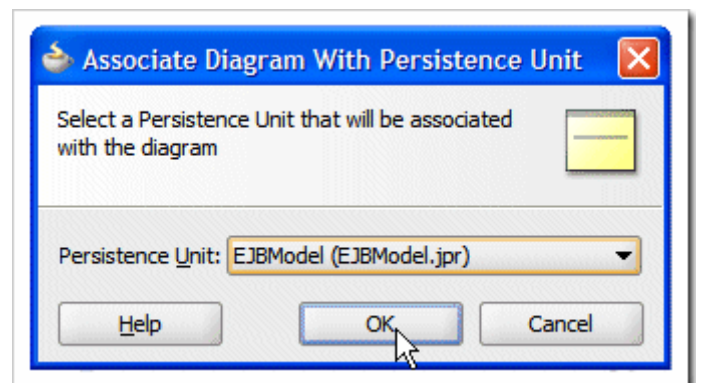 Associate Diagram With Persistence Unit
Select a Persistence Unit that will be associated
with the diagram
Persistence Unit: EJBModel (EJBModel.jpr)
Help OK Cancel